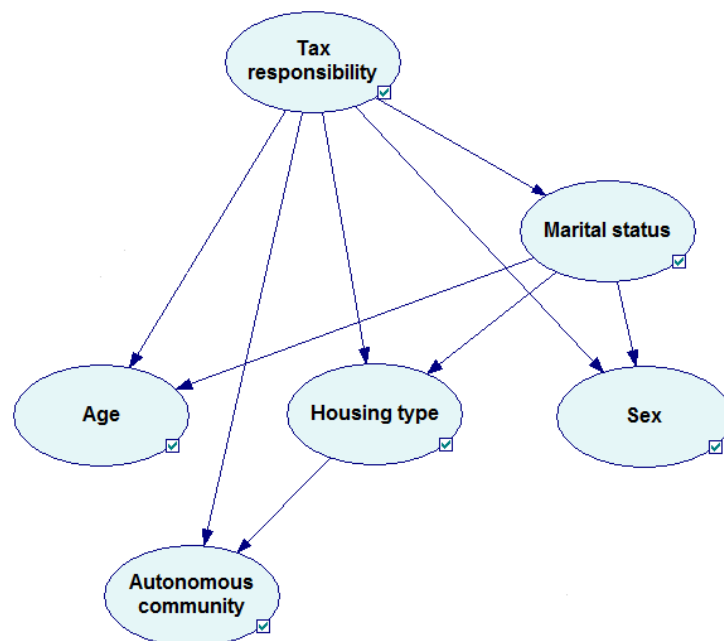 Tax
responsibility
Marital status
Age
Housing type
Sex
Autonomous
community